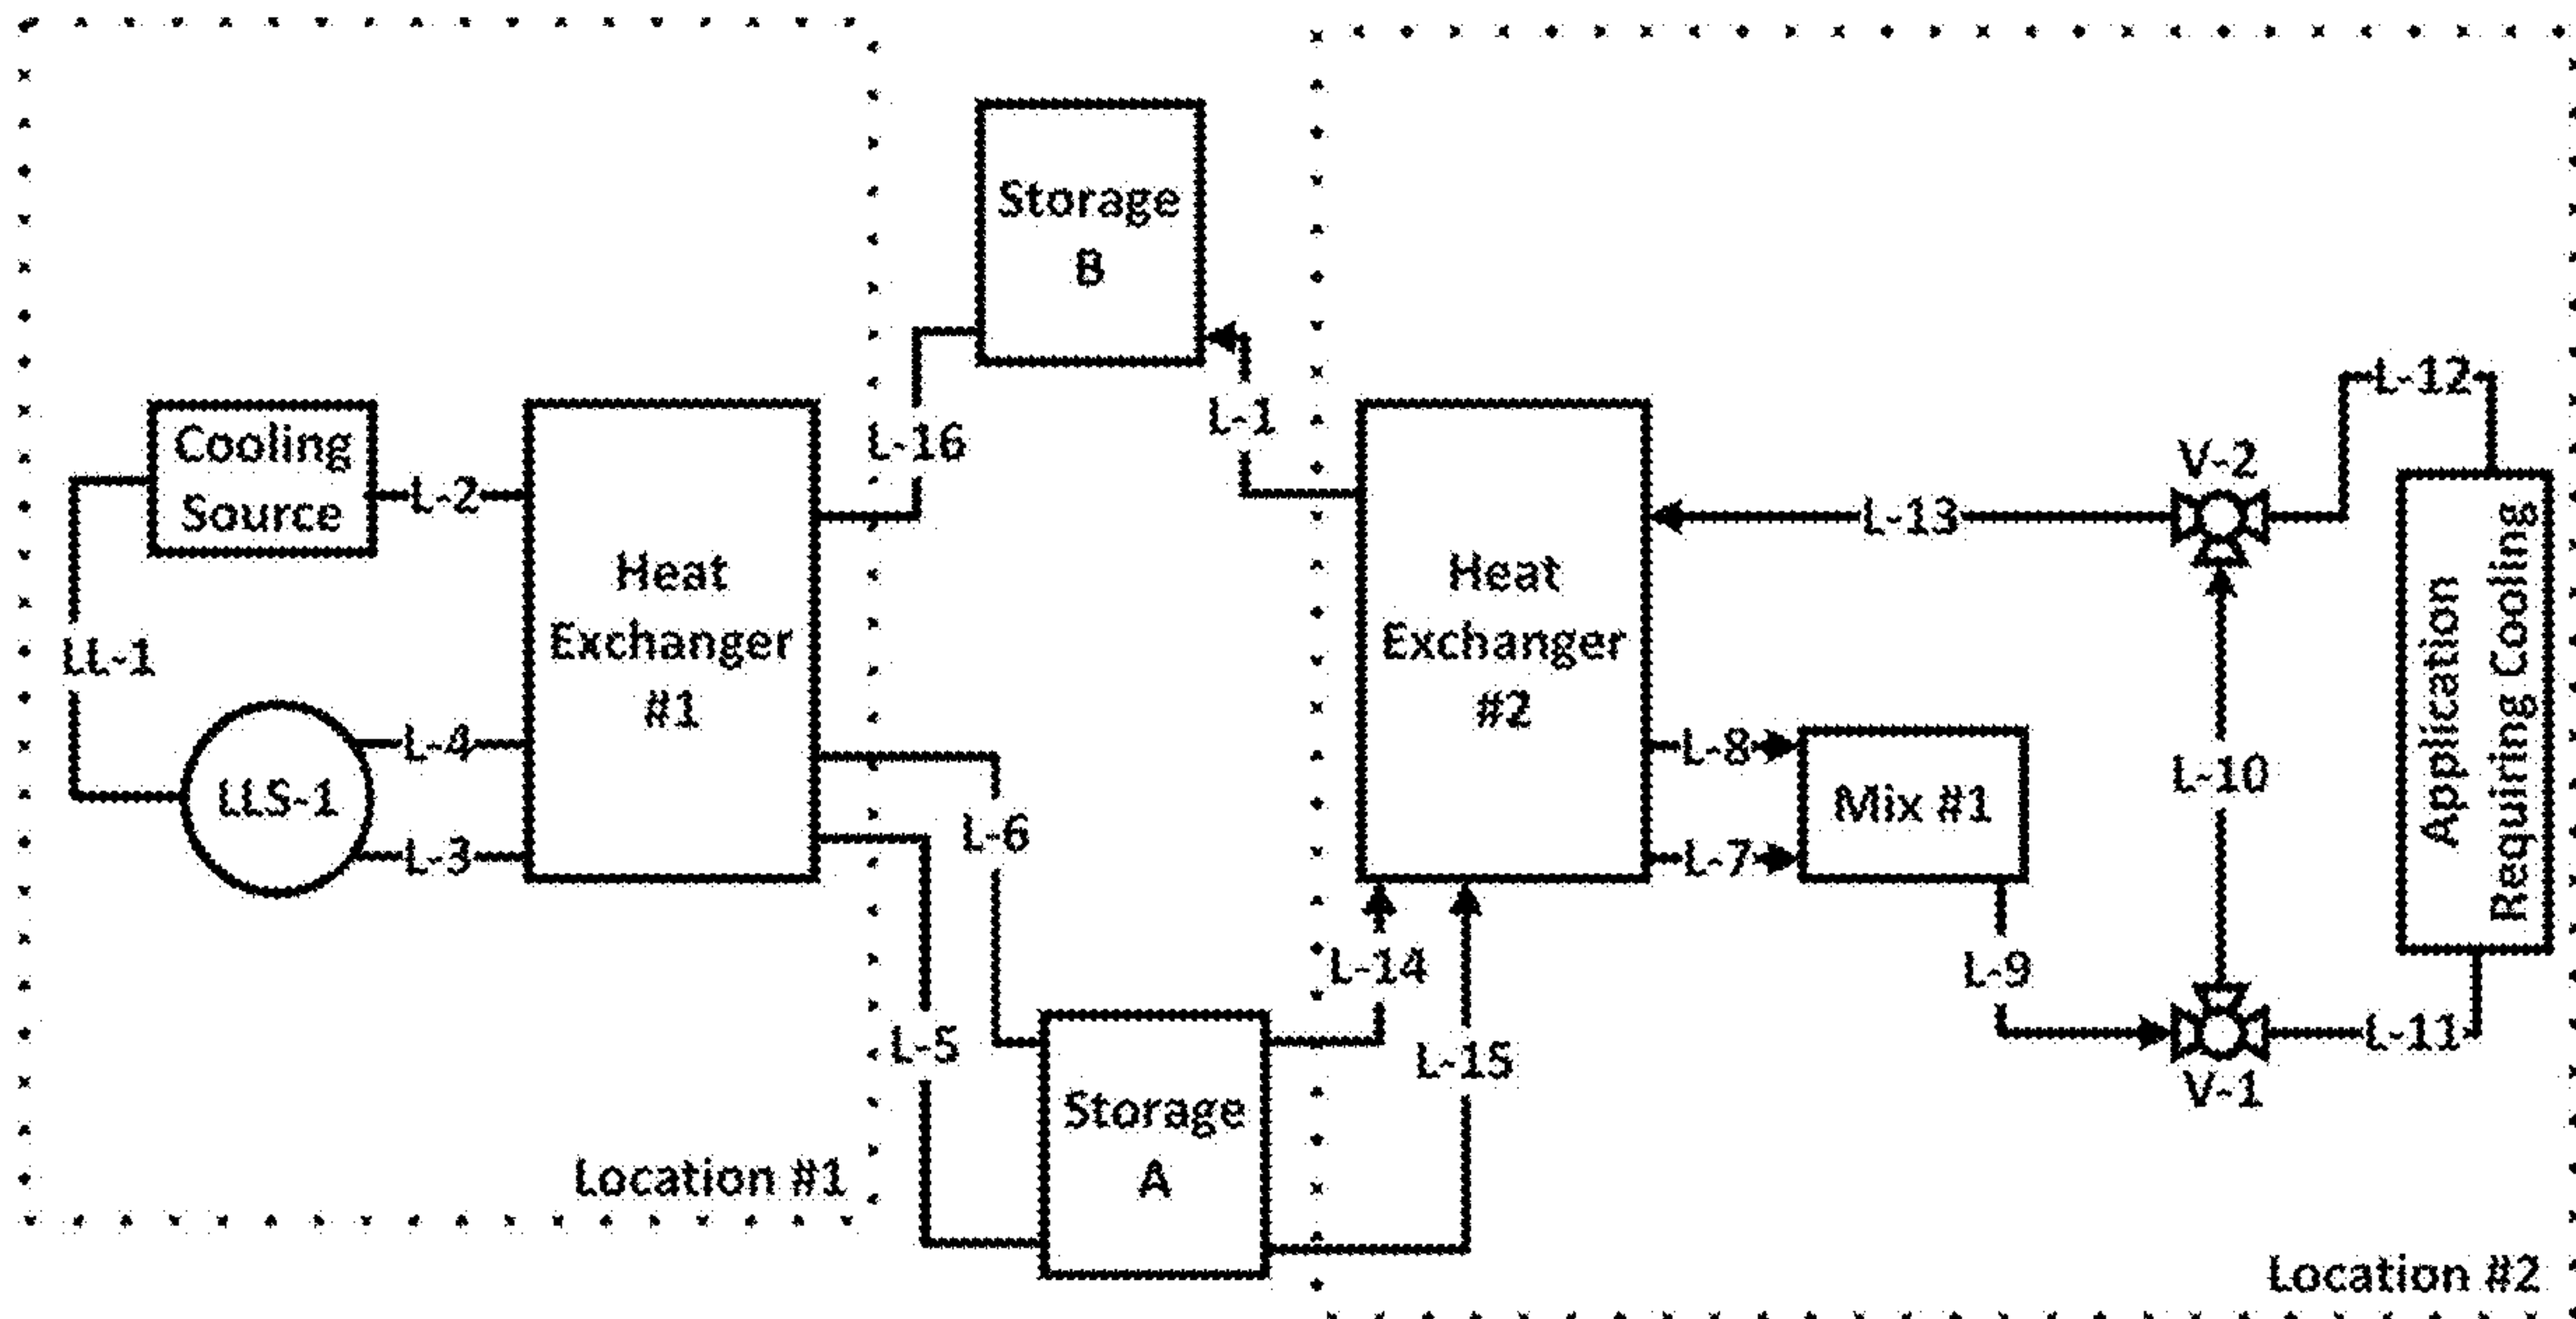 Storage
B
L-12
L-1
Cooling
Source
L-16
V-2
L-2
L-13
Heat
Exchanger
#1
Heat
Exchanger
#2
Application
Requiring Cooling
LL-1
L-4
L-8
L-10
LLS-1
Mix #1
L-6
L-3
L-7
L-14
L-9
L-5
L-15
L-11
V-1
Storage
A
Location #1
Location #2